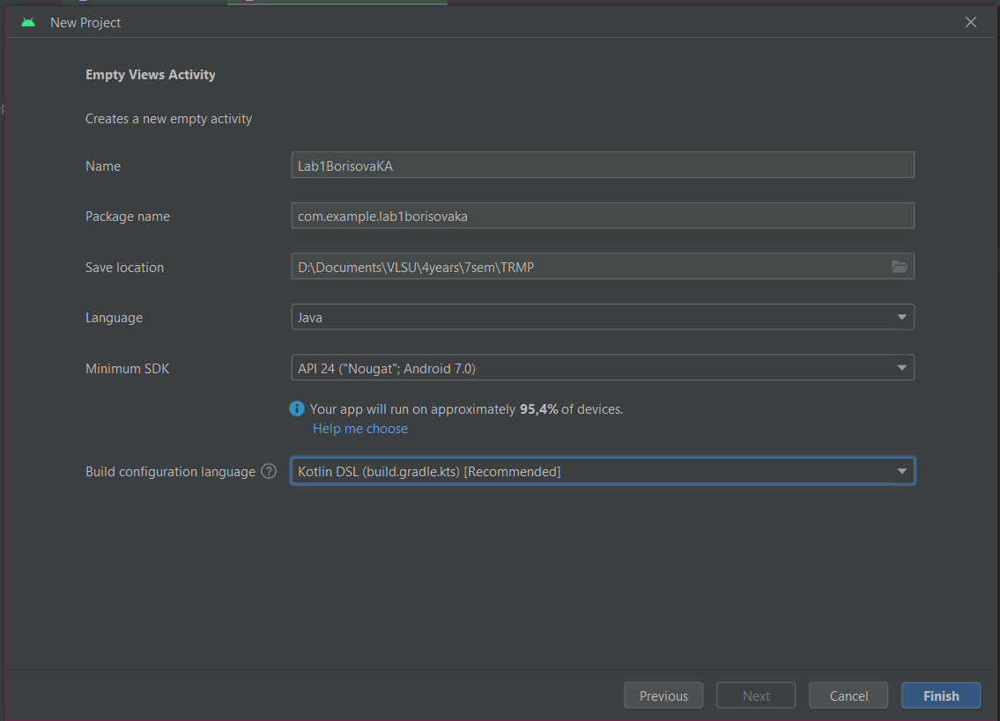 New Project
Empty Views Activity
Creates a new empty activity
Name
Lab1BorisovaKA
Package name
com.example.lab1borisovaka
Save location
D:\Documents\VLSU\4years\7sem\TRMP
Language
Java
Minimum SDK
API 24 ("Nougat"; Android 7.0)
Your app will run on approximately 95,4% of devices.
Help me choose
Build configuration language ?
Kotlin DSL (build.gradle.kts) [Recommended]
Previous
Next
Cancel
Finish